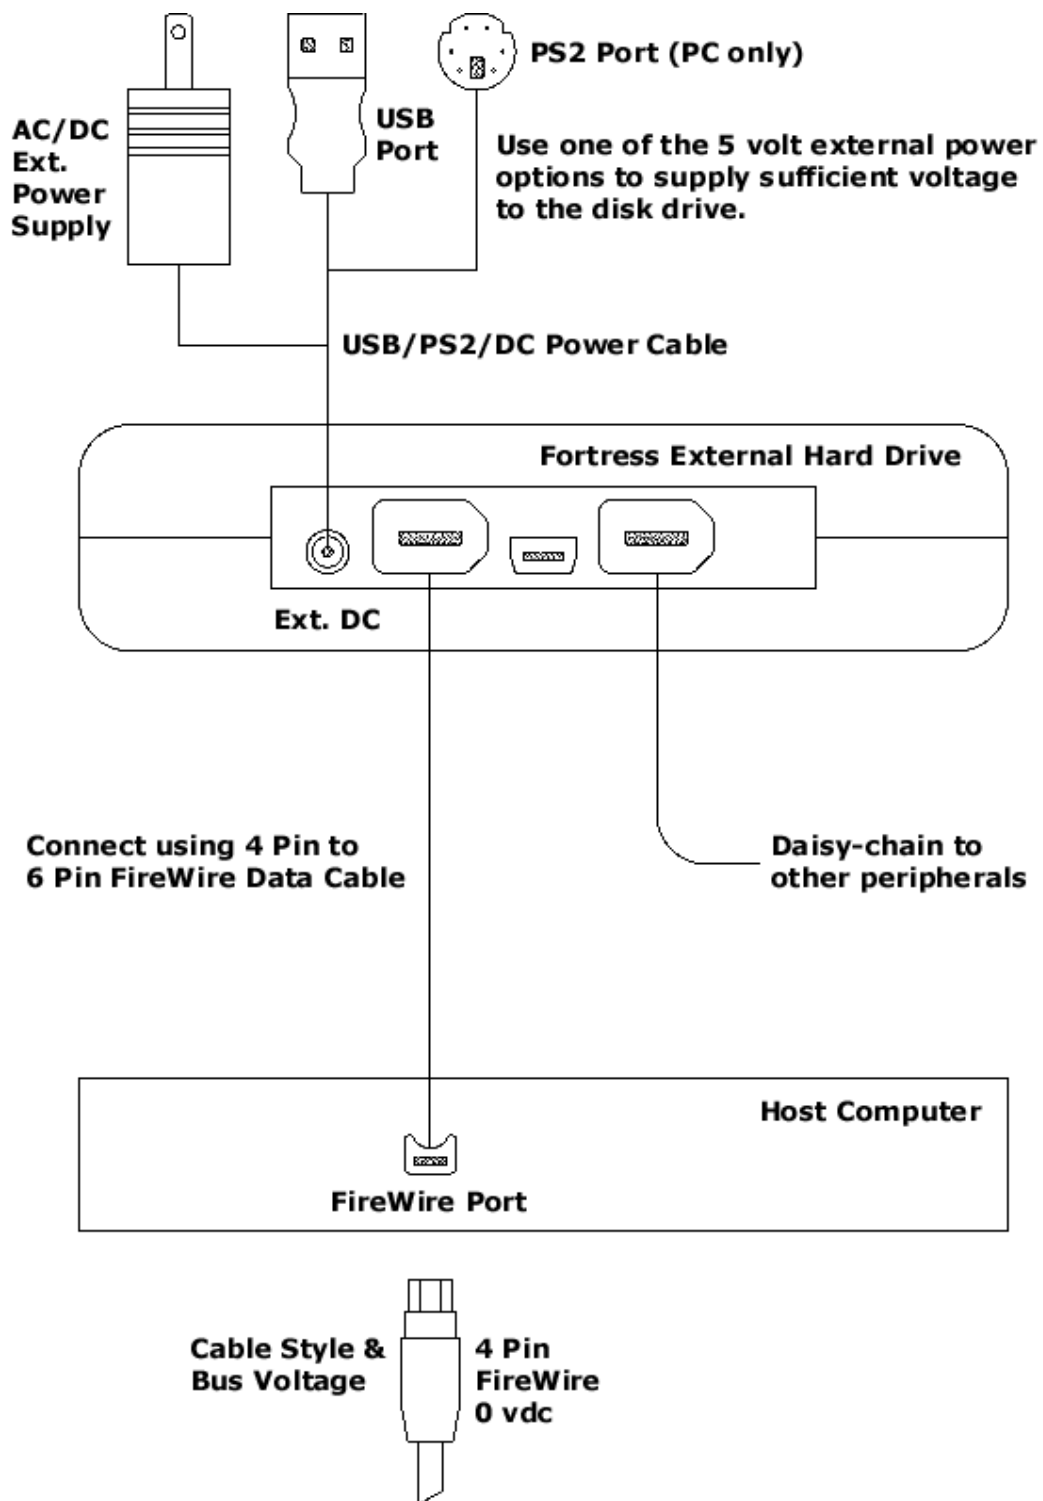 PS2 Port (PC only)
USB
Port
AC/DC
Ext.
Power
Supply
Use one of the 5 volt external power
options to supply sufficient voltage
to the disk drive.
USB/PS2/DC Power Cable
Fortress External Hard Drive
Ext. DC
Connect using 4 Pin to
6 Pin FireWire Data Cable
Daisy-chain to
other peripherals
Host Computer
FireWire Port
Cable Style &
Bus Voltage
4 Pin
FireWire
0 vdc